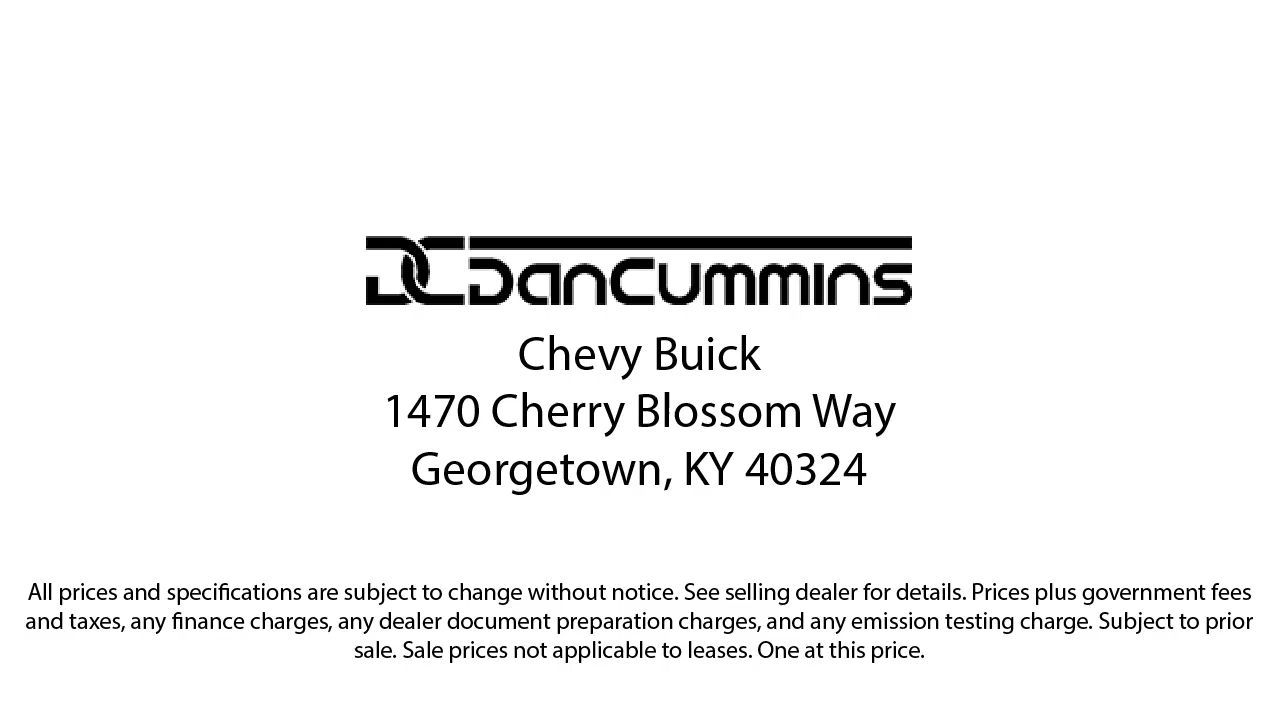 DC DanCummins
Chevy Buick
1470 Cherry Blossom Way
Georgetown, KY 40324
All prices and specifications are subject to change without notice. See selling dealer for details. Prices plus government fees
and taxes, any finance charges, any dealer document preparation charges, and any emission testing charge. Subject to prior
sale. Sale prices not applicable to leases. One at this price.